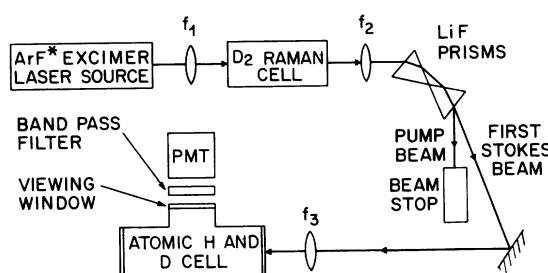 ArF* EXCIMER
LASER SOURCE
f1
D2 RAMAN
CELL
f2
LiF
PRISMS
BAND PASS
FILTER
PMT
VIEWING
WINDOW
PUMP
BEAM
FIRST
STOKES
BEAM
BEAM
STOP
f3
ATOMIC H AND
D CELL